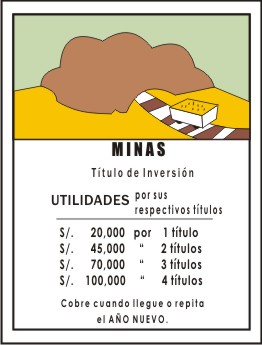 MINAS
Título de Inversión
UTILIDADES por sus respectivos títulos
S/. 20,000 por 1 título
S/. 45,000 “ 2 títulos
S/. 70,000 “ 3 títulos
S/. 100,000 “ 4 títulos
Cobre cuando llegue o repita
el AÑO NUEVO.